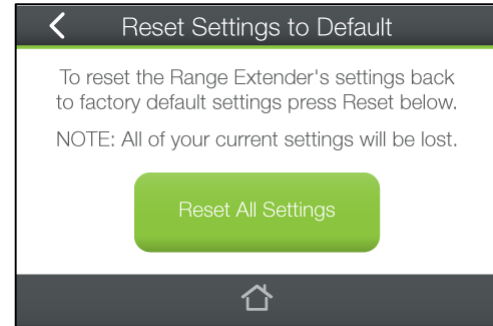 Reset Settings to Default
To reset the Range Extender's settings back
to factory default settings press Reset below.
NOTE: All of your current settings will be lost.
Reset All Settings